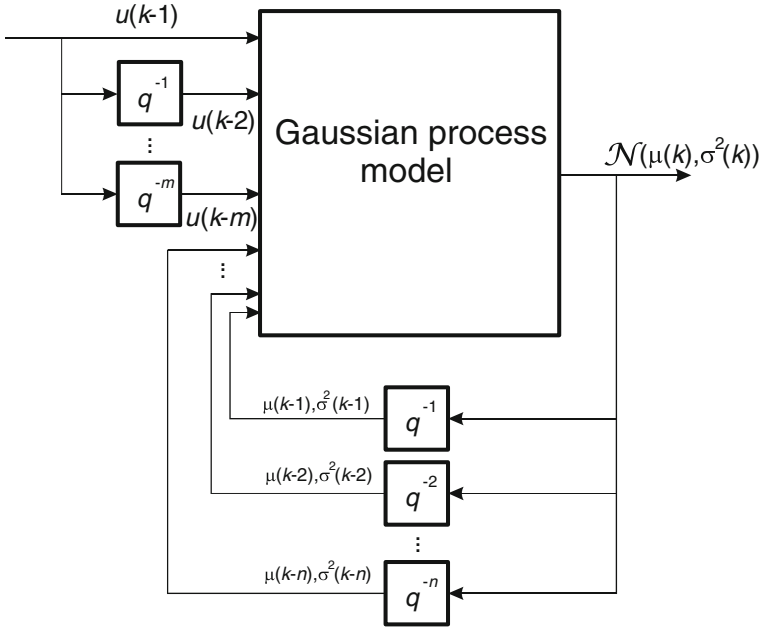 u(k-1)
q⁻¹
u(k-2)
⋮
q⁻ᵐ
u(k-m)
Gaussian process
model
𝒩(μ(k),σ²(k))
⋮
μ(k-1),σ²(k-1)
q⁻¹
μ(k-2),σ²(k-2)
q⁻²
⋮
μ(k-n),σ²(k-n)
q⁻ⁿ